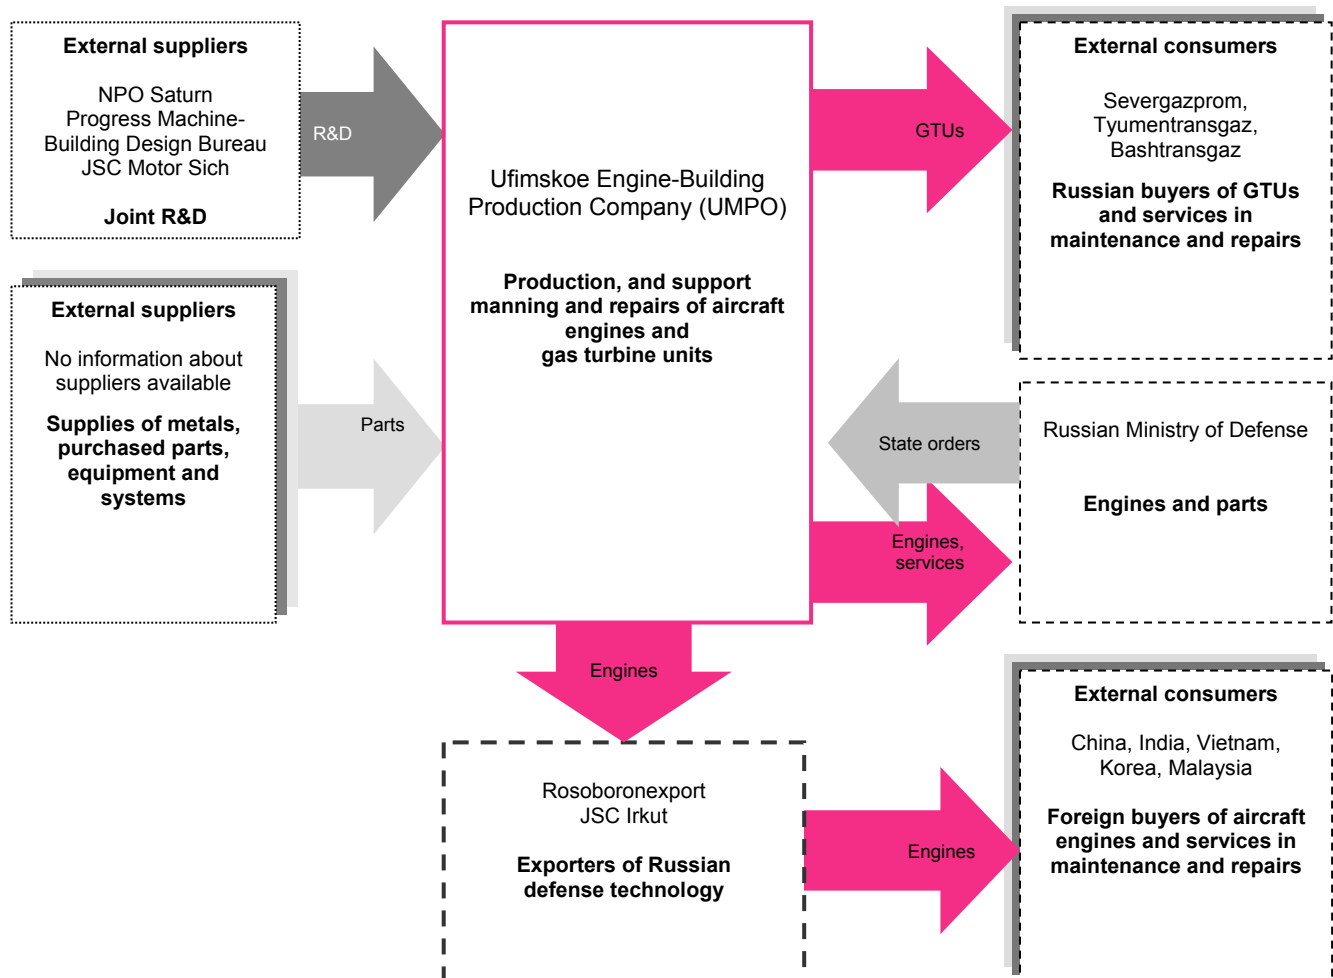 External suppliers
NPO Saturn
Progress Machine-
Building Design Bureau
JSC Motor Sich
Joint R&D
R&D
Ufimskoe Engine-Building
Production Company (UMPO)
Production, and support
manning and repairs of aircraft
engines and
gas turbine units
GTUs
External consumers
Severgazprom,
Tyumentransgaz,
Bashtransgaz
Russian buyers of GTUs
and services in
maintenance and repairs
External suppliers
No information about
suppliers available
Supplies of metals,
purchased parts,
equipment and
systems
Parts
State orders
Russian Ministry of Defense
Engines and parts
Engines,
services
Engines
Rosoboronexport
JSC Irkut
Exporters of Russian
defense technology
Engines
External consumers
China, India, Vietnam,
Korea, Malaysia
Foreign buyers of aircraft
engines and services in
maintenance and repairs